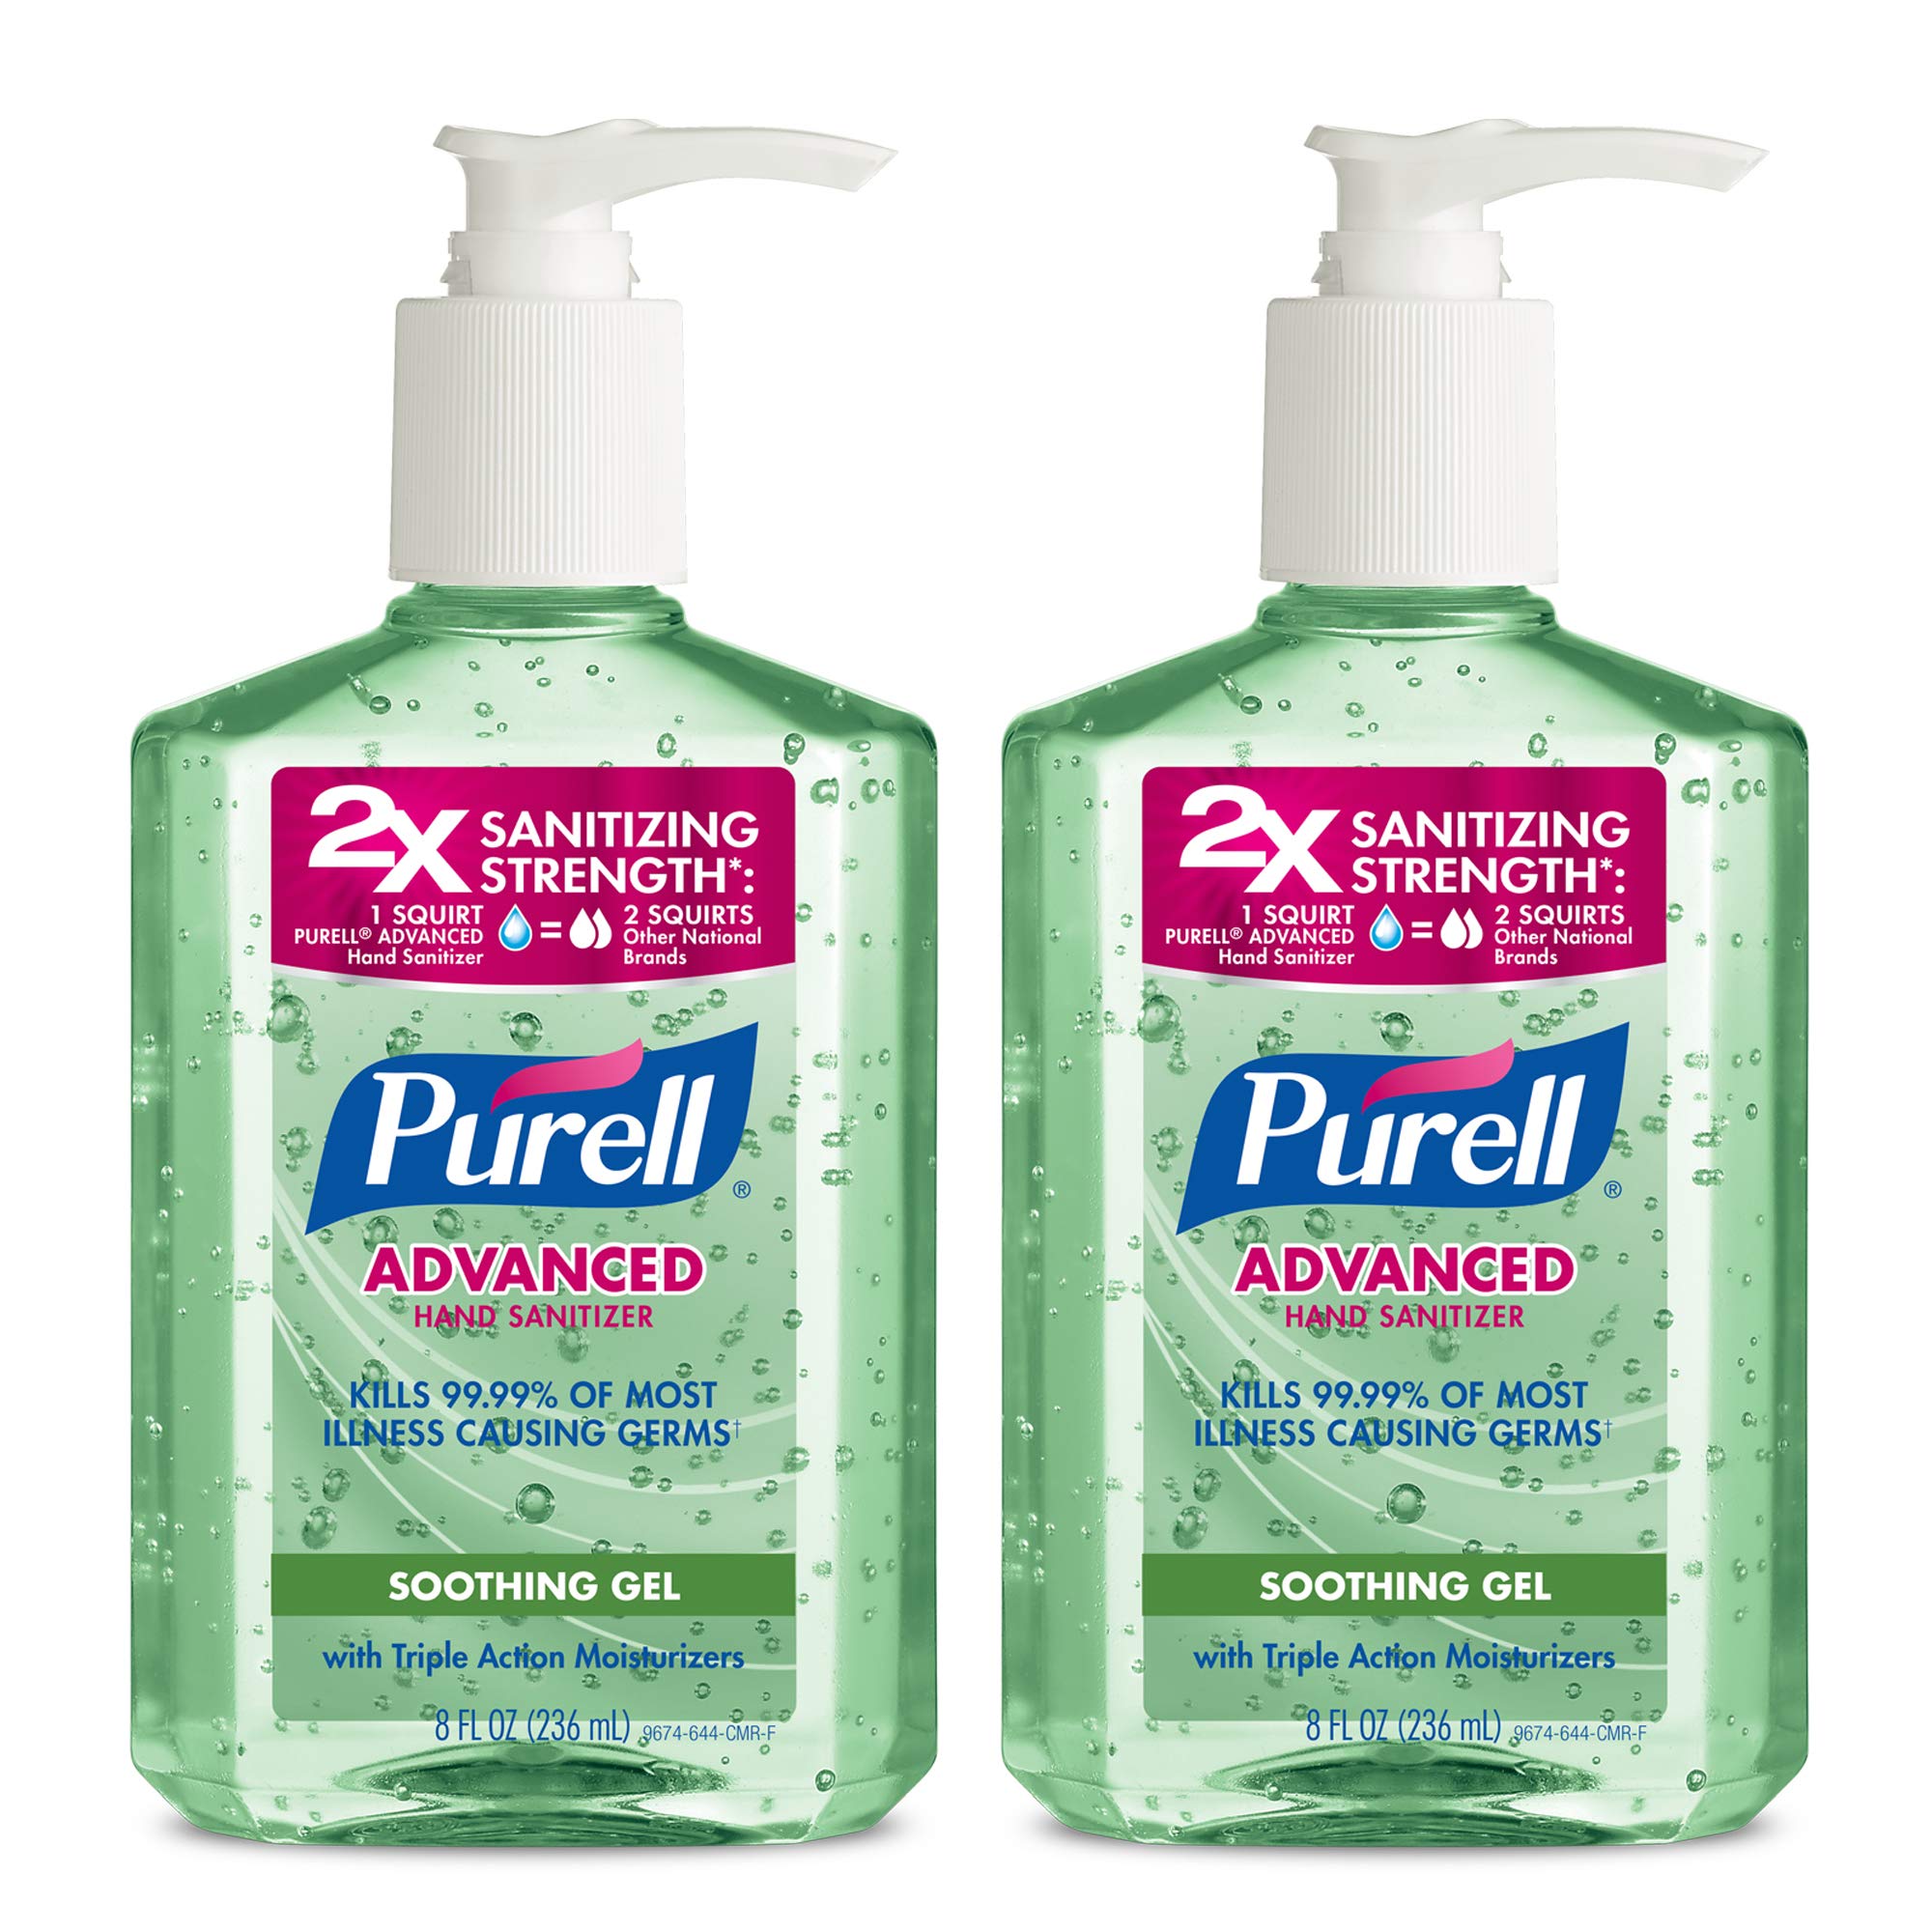 2X SANITIZING
STRENGTH*:
1 SQUIRT
PURELL® ADVANCED
Hand Sanitizer
=
2 SQUIRTS
Other National
Brands
Purell®
ADVANCED
HAND SANITIZER
KILLS 99.99% OF MOST
ILLNESS CAUSING GERMS†
SOOTHING GEL
with Triple Action Moisturizers
8 FL OZ (236 mL) 9674-644-CMR-F
2X SANITIZING
STRENGTH*:
1 SQUIRT
PURELL® ADVANCED
Hand Sanitizer
=
2 SQUIRTS
Other National
Brands
Purell®
ADVANCED
HAND SANITIZER
KILLS 99.99% OF MOST
ILLNESS CAUSING GERMS†
SOOTHING GEL
with Triple Action Moisturizers
8 FL OZ (236 mL) 9674-644-CMR-F